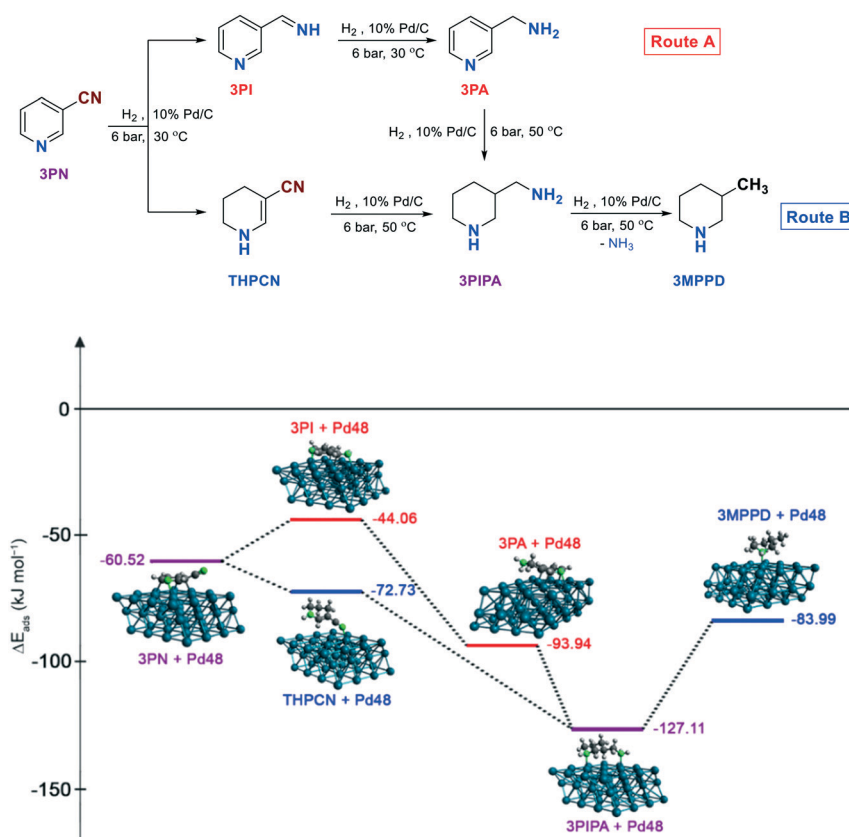 H2 , 10% Pd/C
6 bar, 30 °C
CN
N
3PN
NH
N
3PI
H2 , 10% Pd/C
6 bar, 30 °C
NH2
N
3PA
Route A
H2 , 10% Pd/C
6 bar, 50 °C
CN
N
H
THPCN
H2 , 10% Pd/C
6 bar, 50 °C
NH2
NH
3PIPA
H2 , 10% Pd/C
6 bar, 50 °C
- NH3
CH3
NH
3MPPD
Route B
ΔEads (kJ mol−1)
0
-50
-100
-150
-60.52
3PN + Pd48
3PI + Pd48
-44.06
-72.73
THPCN + Pd48
3PA + Pd48
-93.94
-127.11
3PIPA + Pd48
3MPPD + Pd48
-83.99